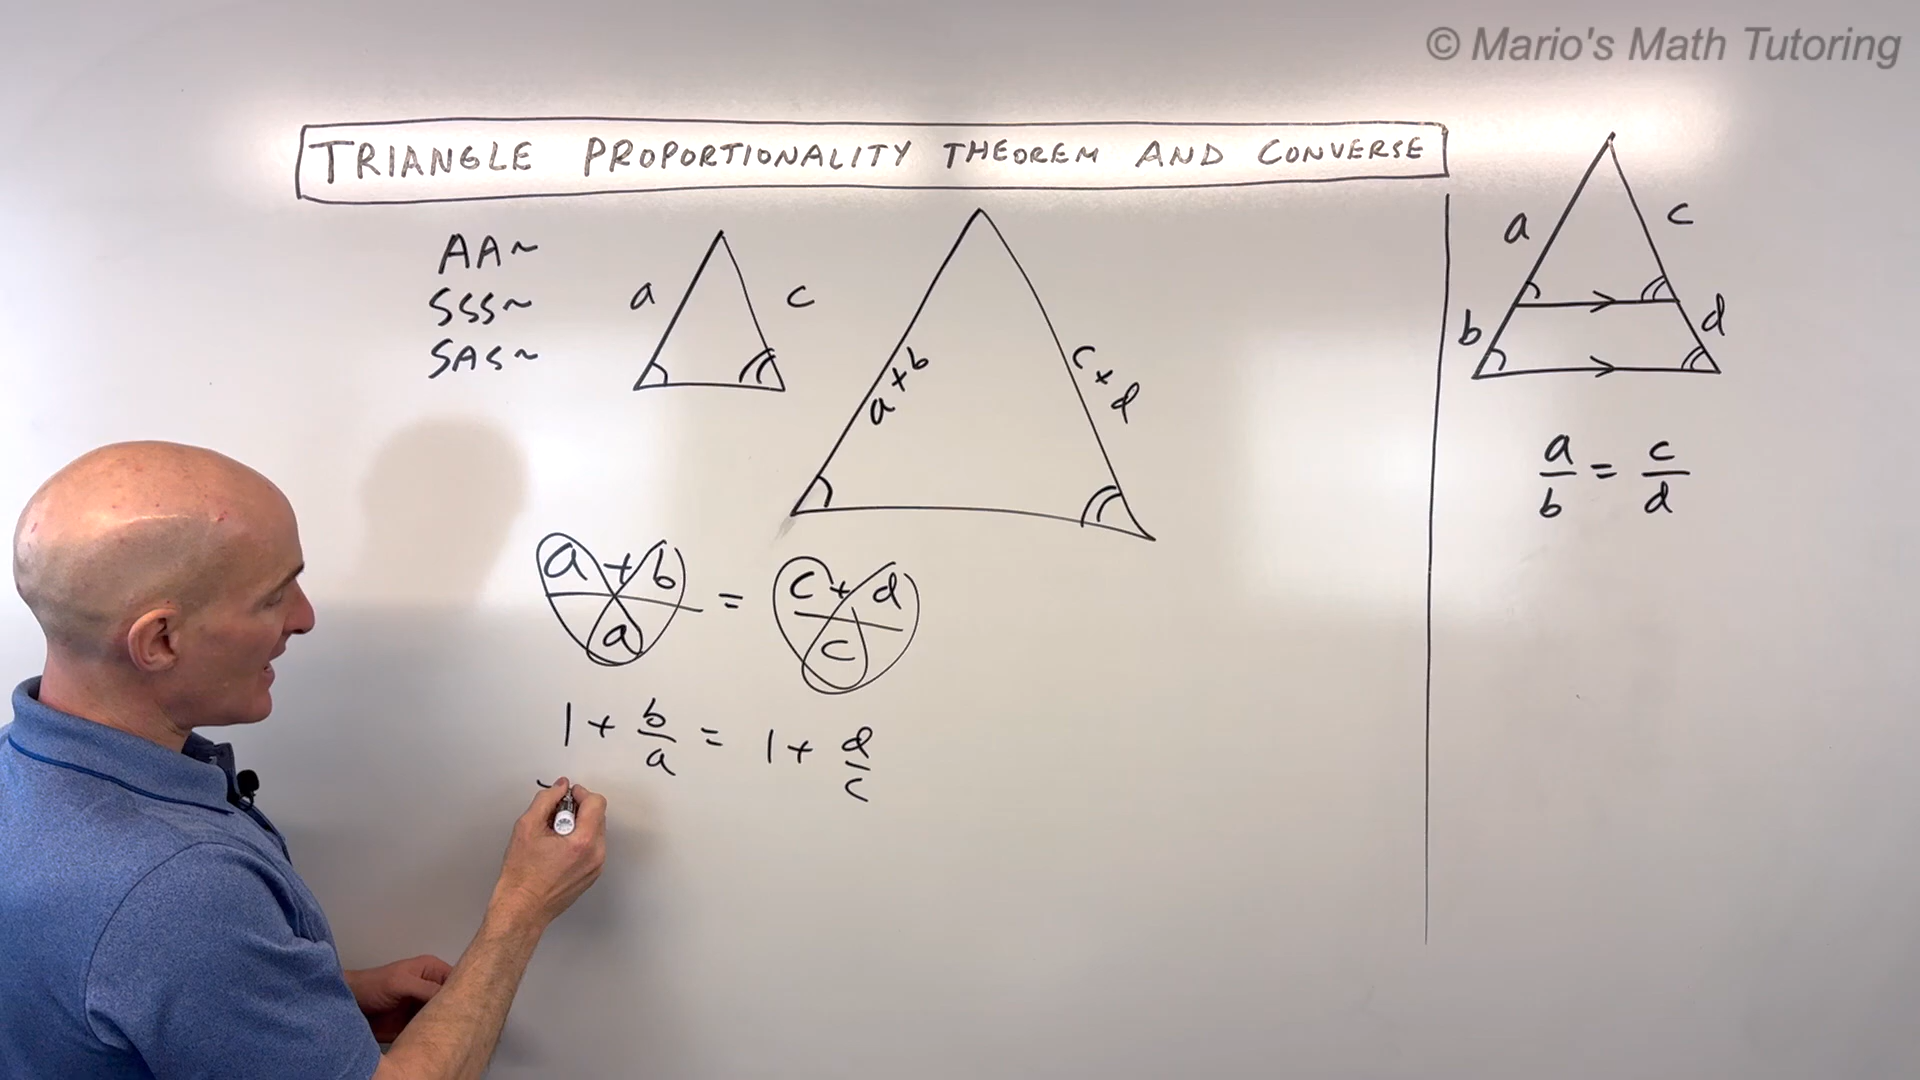 © Mario's Math Tutoring
TRIANGLE PROPORTIONALITY THEOREM AND CONVERSE
AA~
SSS~
SAS~
a
c
a+b
c+d
a
c
b
d
a/b = c/d
a+b/a = c+d/c
1 + b/a = 1 + d/c